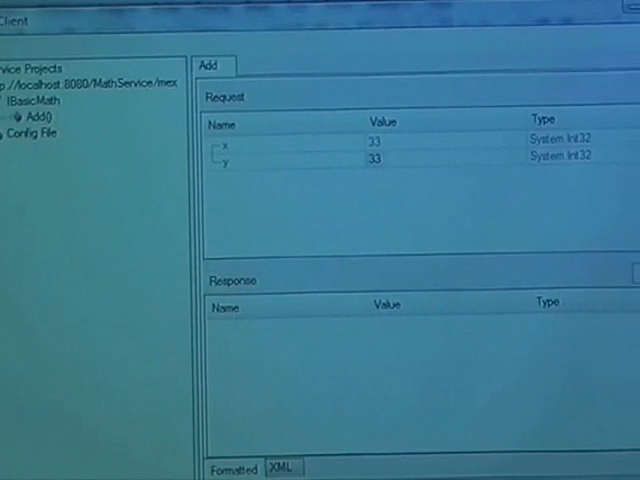 Client
vice Projects
p://localhost:8080/MathService/mex
IBasicMath
Add()
Config File
Add
Request
Name Value Type
x 33 System.Int32
y 33 System.Int32
Response
Name Value Type
Formatted XML